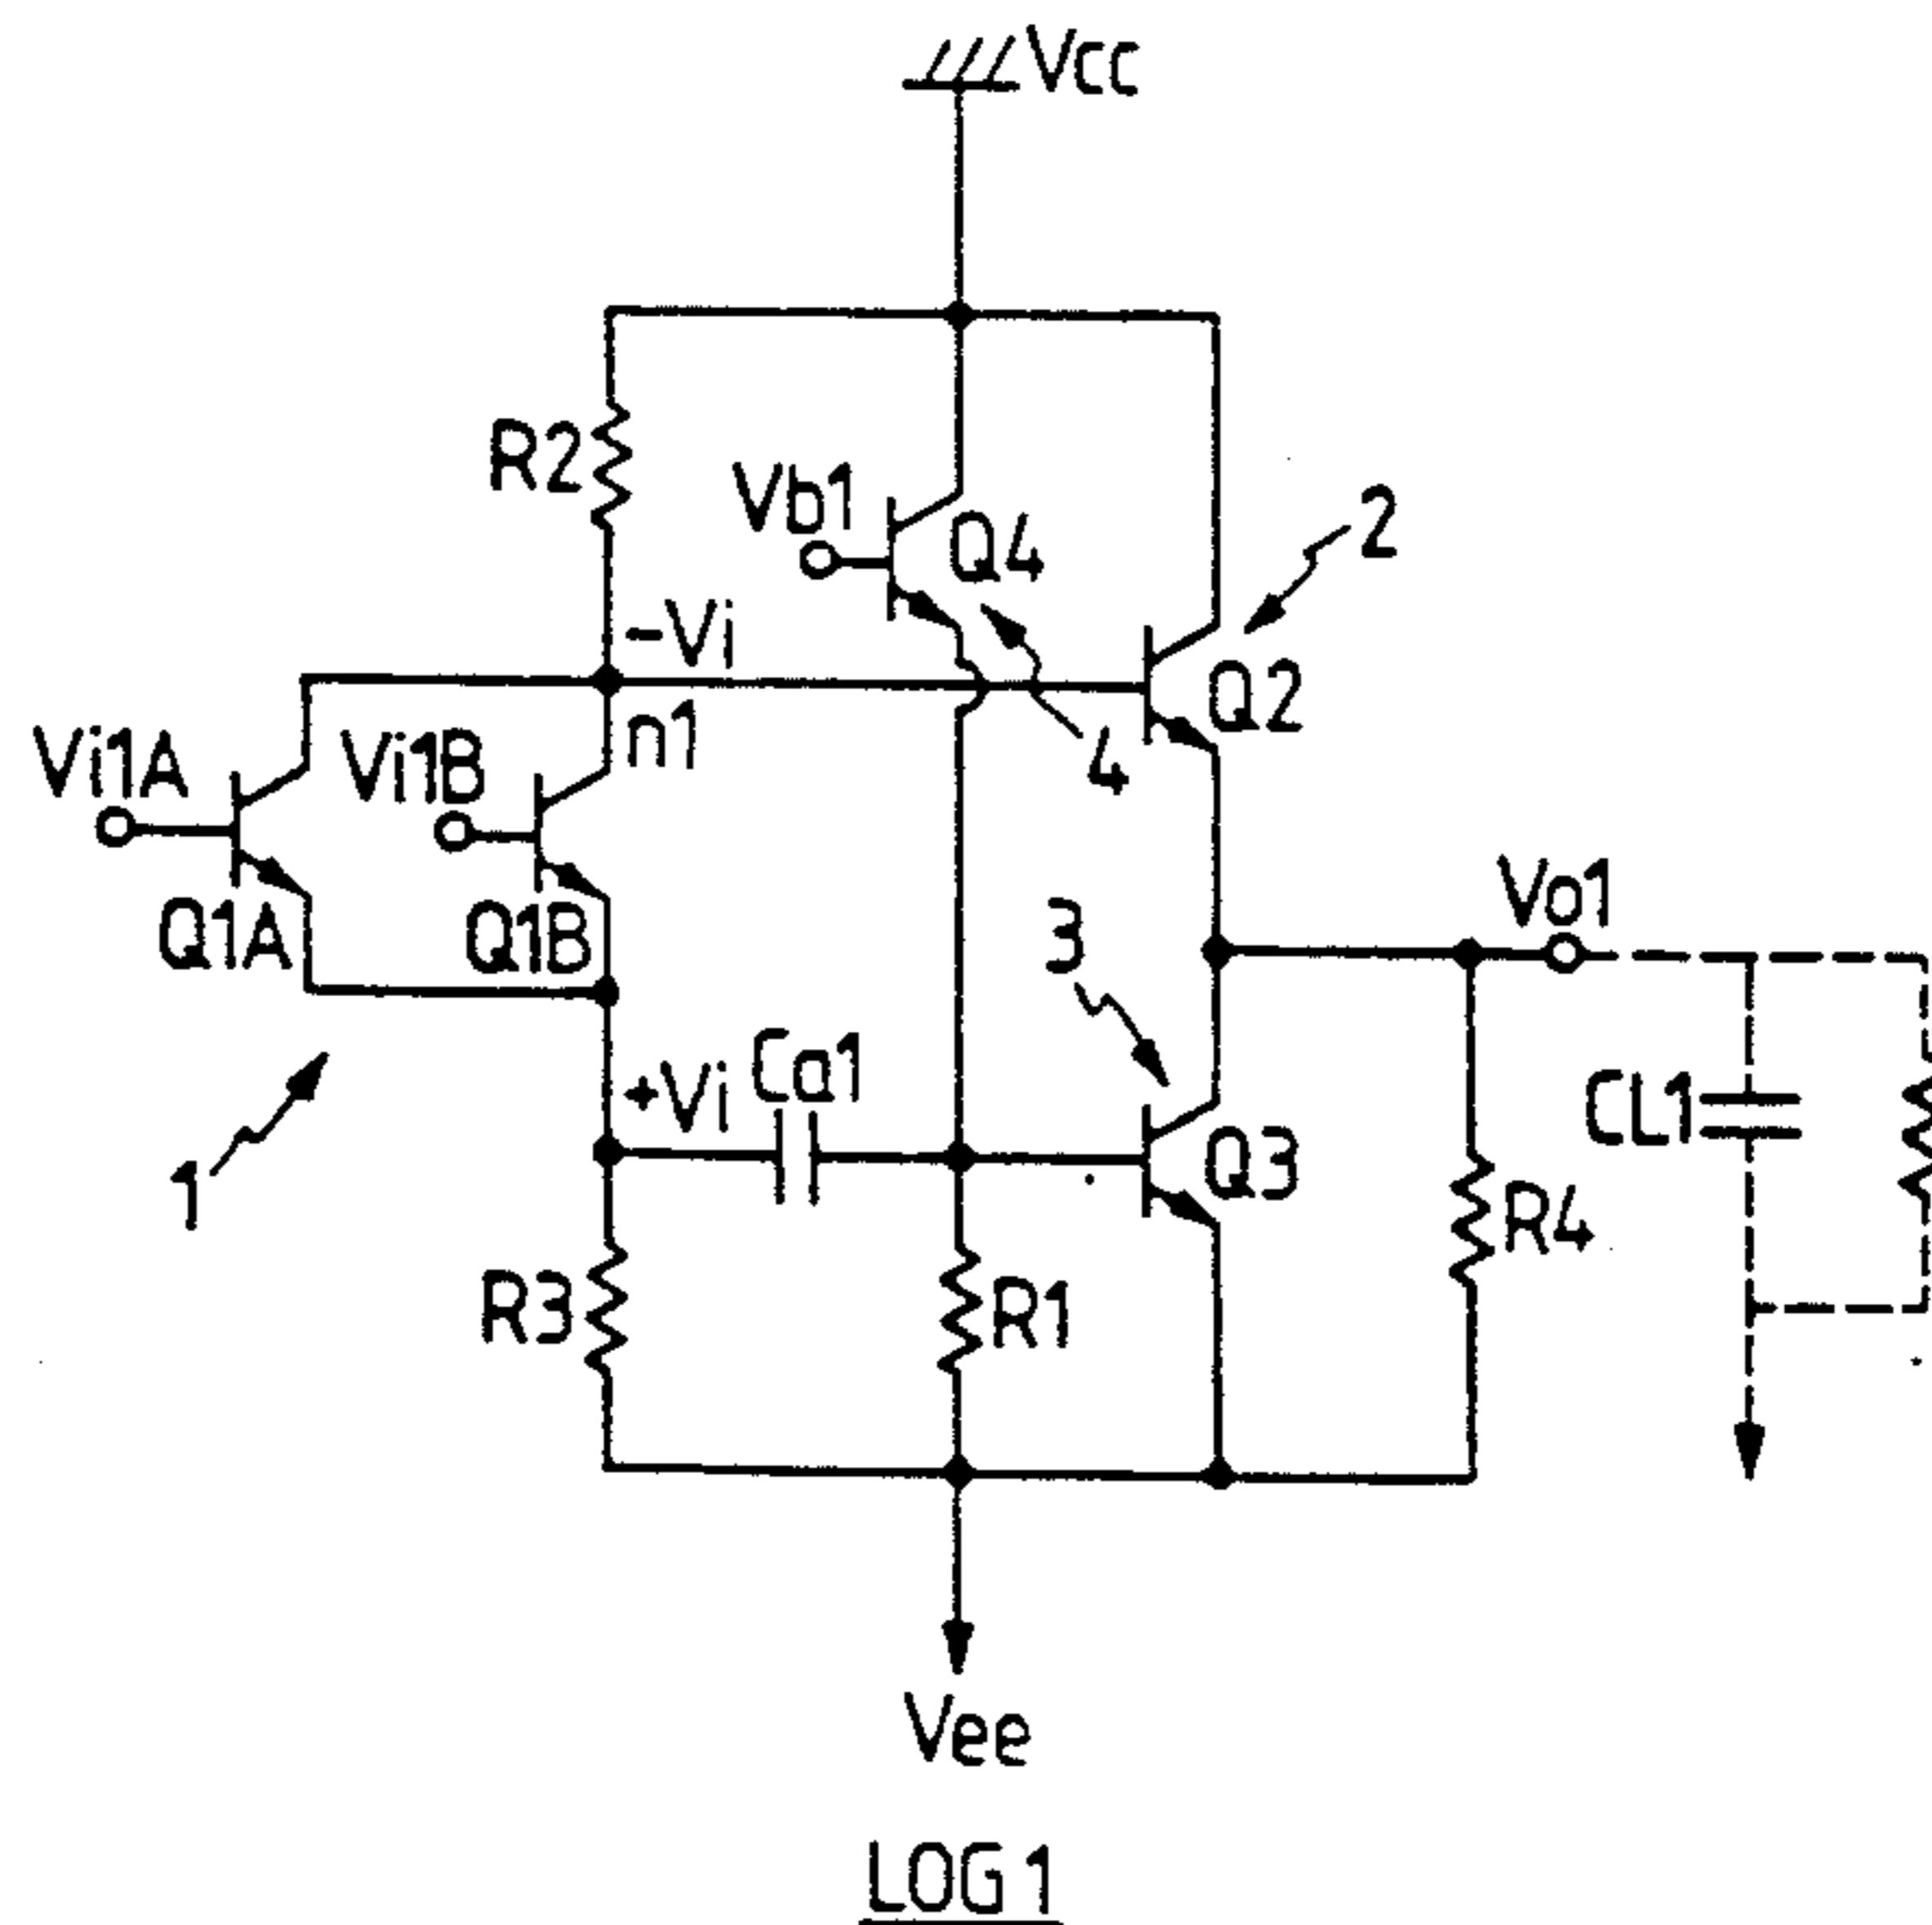 Vcc
R2
Vb1
Q4
2
-Vi
Q2
n1
4
Vi1A
Vi1B
Q1A
Q1B
3
Vo1
+Vi
Ca1
CL1
1
Q3
R4
R3
R1
Vee
LOG1